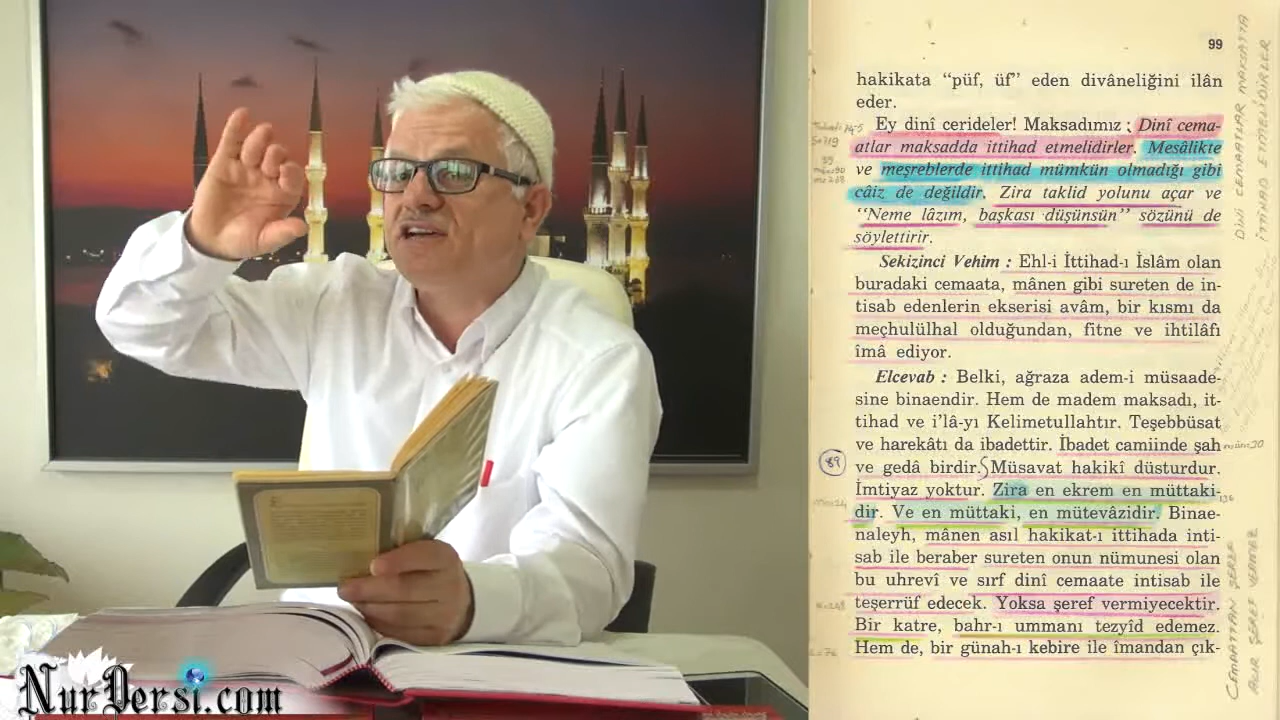 99
hakikata “püf, üf” eden divâneliğini ilân
eder.
Ey dinî cerideler! Maksadımız : Dinî cema-
atlar maksadda ittihad etmelidirler. Mesâlikte
ve meşreblerde ittihad mümkün olmadığı gibi
câiz de değildir. Zira taklid yolunu açar ve
“Neme lâzım, başkası düşünsün” sözünü de
söylettirir.
Sekizinci Vehim : Ehl-i İttihad-ı İslâm olan
buradaki cemaata, mânen gibi sureten de in-
tisab edenlerin ekserisi avâm, bir kısmı da
meçhulülhal olduğundan, fitne ve ihtilâfı
îmâ ediyor.
Elcevab : Belki, ağraza adem-i müsaade-
sine binaendir. Hem de madem maksadı, it-
tihad ve i’lâ-yı Kelimetullahtır. Teşebbüsat
ve harekâtı da ibadettir. İbadet camiinde şah
ve gedâ birdir. Müsavat hakikî düsturdur.
İmtiyaz yoktur. Zira en ekrem en müttaki-
dir. Ve en müttaki, en mütevâzidir. Binae-
naleyh, mânen asıl hakikat-ı ittihada inti-
sab ile beraber sureten onun nümunesi olan
bu uhrevî ve sırf dinî cemaate intisab ile
teşerrüf edecek. Yoksa şeref vermiyecektir.
Bir katre, bahr-ı ummanı tezyîd edemez.
Hem de, bir günah-ı kebire ile îmandan çık-
89
DİNİ CEMAATLAR MAKSATTA
İTTİHAD ETMELİDİRLER
CEMAATTAN ŞEREF
ALIR ŞEREF VERMEZ
NurDersi.com